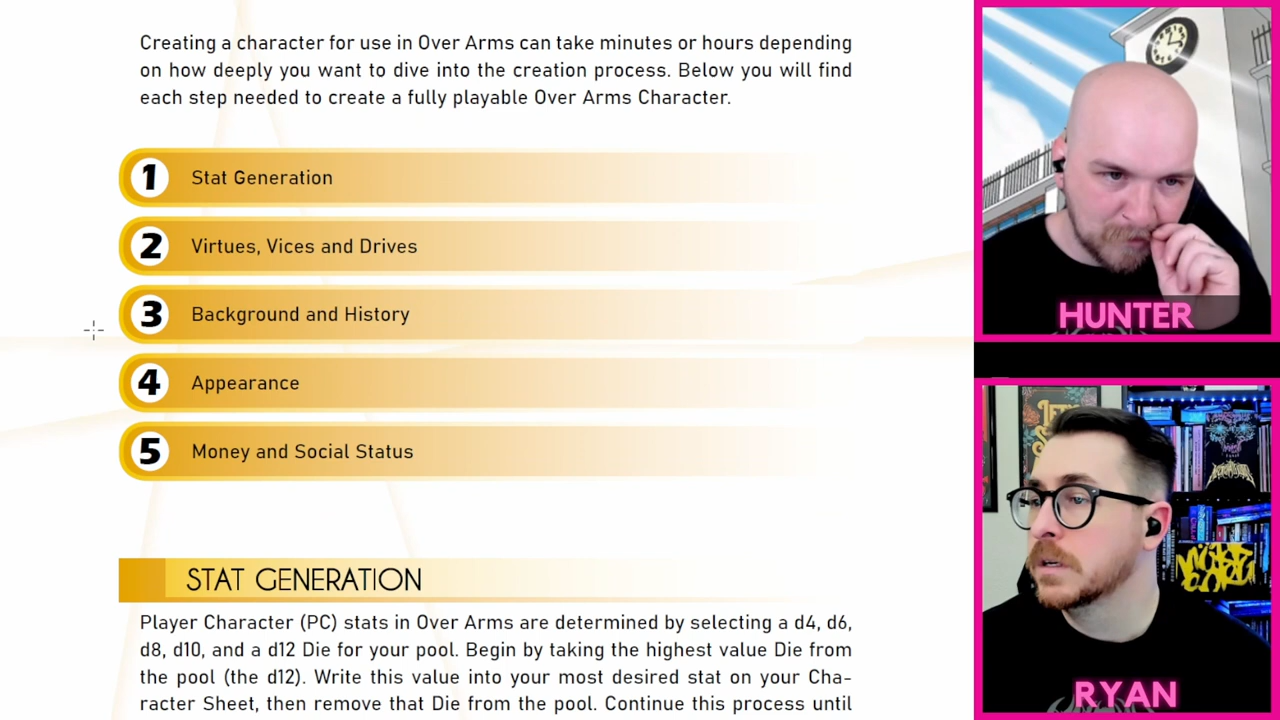 Creating a character for use in Over Arms can take minutes or hours depending
on how deeply you want to dive into the creation process. Below you will find
each step needed to create a fully playable Over Arms Character.
1 Stat Generation
2 Virtues, Vices and Drives
3 Background and History
4 Appearance
5 Money and Social Status
STAT GENERATION
Player Character (PC) stats in Over Arms are determined by selecting a d4, d6,
d8, d10, and a d12 Die for your pool. Begin by taking the highest value Die from
the pool (the d12). Write this value into your most desired stat on your Cha-
racter Sheet, then remove that Die from the pool. Continue this process until
HUNTER
RYAN